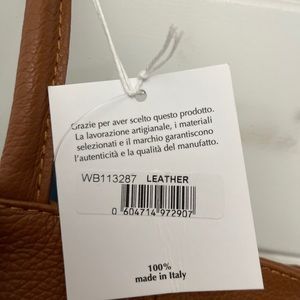 Grazie per aver scelto questo prodotto.
La lavorazione artigianale, i materiali
selezionati e il marchio garantiscono
l'autenticità e la qualità del manufatto.
WB113287 LEATHER
0 604714 972907
100%
made in Italy